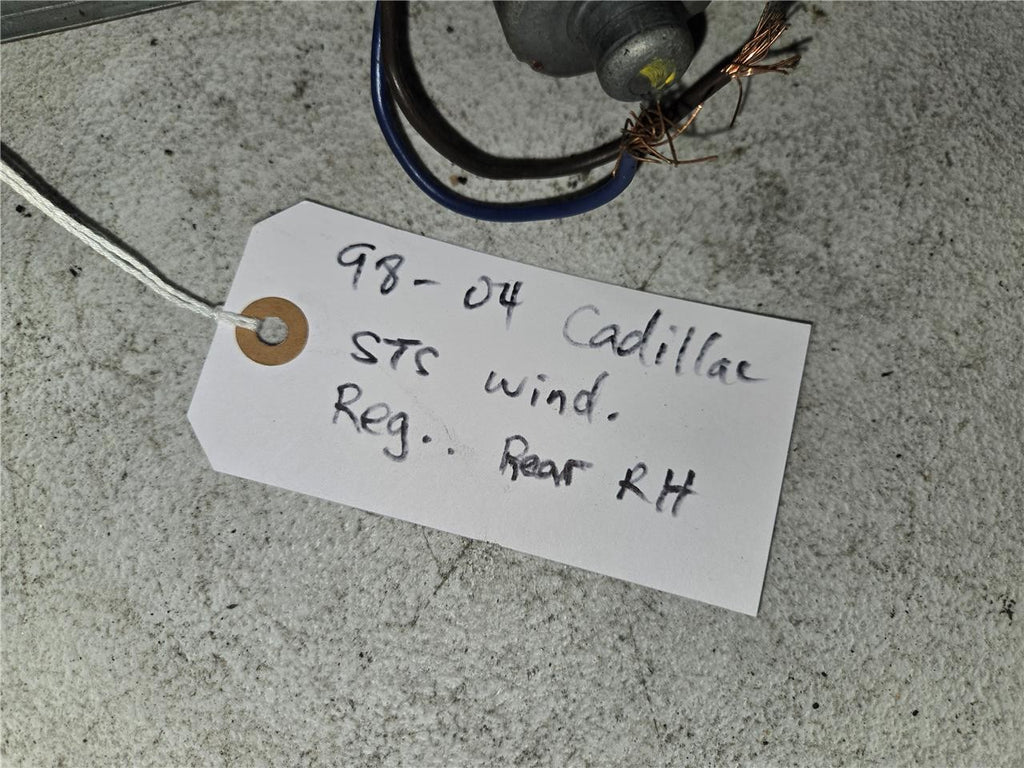 98-04 Cadillac
STS wind.
Reg.. Rear RH